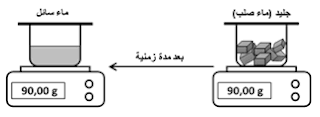 جليد (ماء صلب)
ماء سائل
بعد مدة زمنية
90,00 g
90,00 g